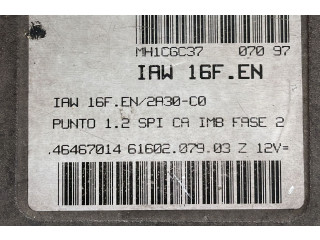 MH1CGC37 070 97
IAW 16F.EN
IAW 16F.EN/2A30-C0
PUNTO 1.2 SPI CA IMB FASE 2
.46467014 61602.079.03 Z 12V=